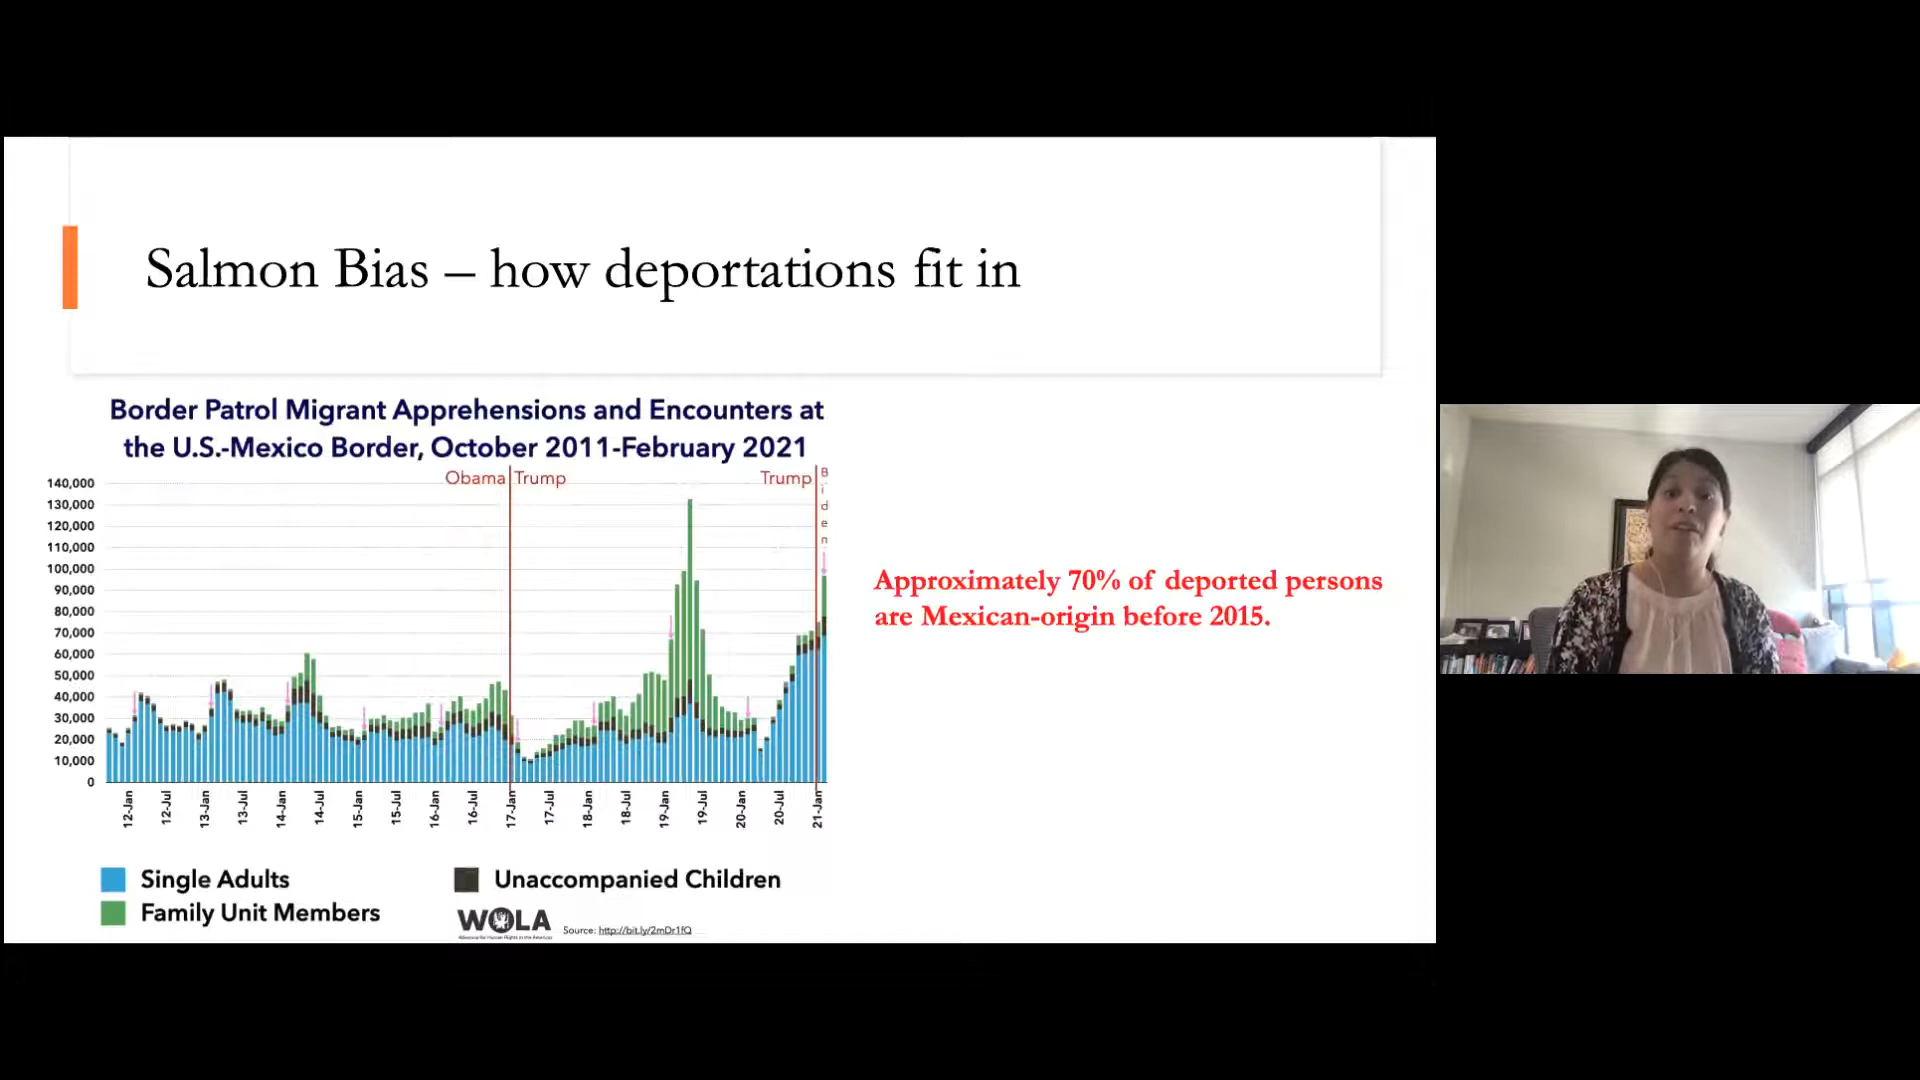 Salmon Bias – how deportations fit in
Border Patrol Migrant Apprehensions and Encounters at
the U.S.-Mexico Border, October 2011-February 2021
Obama Trump
Trump
Biden
140,000
130,000
120,000
110,000
100,000
90,000
80,000
70,000
60,000
50,000
40,000
30,000
20,000
10,000
0
12-Jan
12-Jul
13-Jan
13-Jul
14-Jan
14-Jul
15-Jan
15-Jul
16-Jan
16-Jul
17-Jan
17-Jul
18-Jan
18-Jul
19-Jan
19-Jul
20-Jan
20-Jul
21-Jan
Single Adults
Unaccompanied Children
Family Unit Members
WOLA
Source: http://bit.ly/2mDr1fQ
Approximately 70% of deported persons
are Mexican-origin before 2015.